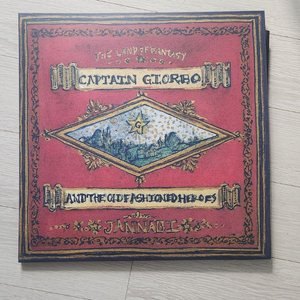 THE LAND OF FANTASY
CAPTAIN GIORBO
G
AND THE OLD FASHIONED HEROES
JANNABI